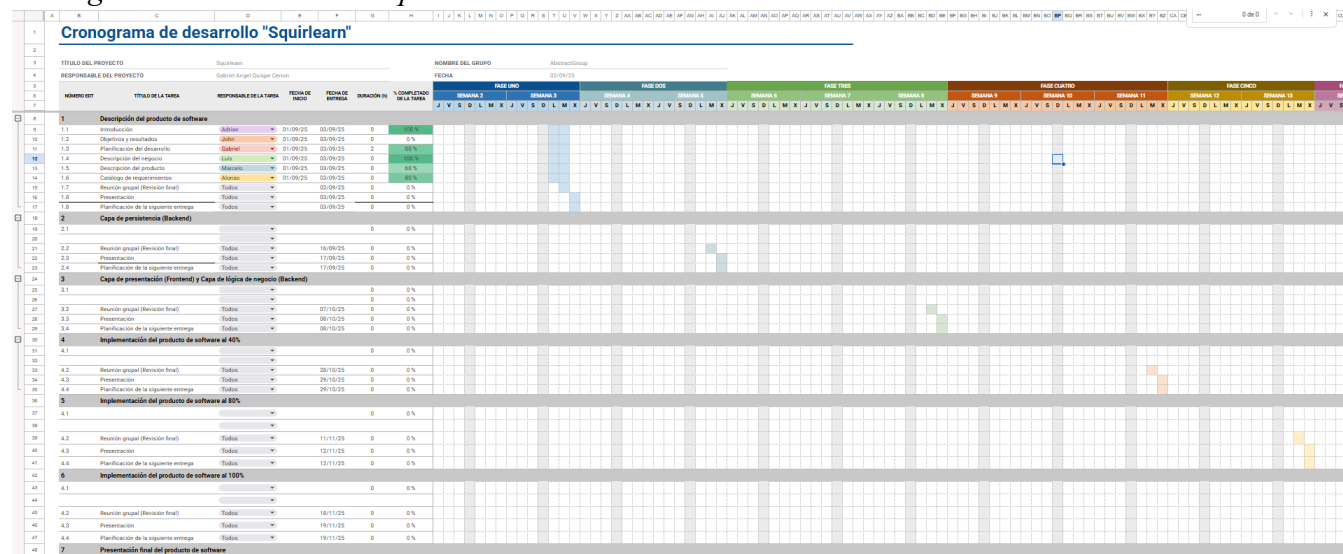 Cronograma de desarrollo "Squirlearn"
TÍTULO DEL PROYECTO Squirlearn NOMBRE DEL GRUPO AbstractGroup
RESPONSABLE DEL PROYECTO Gabriel Angel Quispe Cerron FECHA 02/09/25
NÚMERO EDT TÍTULO DE LA TAREA RESPONSABLE DE LA TAREA FECHA DE INICIO FECHA DE ENTREGA DURACIÓN (h) % COMPLETADO DE LA TAREA
FASE UNO FASE DOS FASE TRES FASE CUATRO FASE CINCO
SEMANA 2 SEMANA 3 SEMANA 4 SEMANA 5 SEMANA 6 SEMANA 7 SEMANA 8 SEMANA 9 SEMANA 10 SEMANA 11 SEMANA 12 SEMANA 13
J V S D L M X J V S D L M X J V S D L M X J V S D L M X J V S D L M X J V S D L M X J V S D L M X J V S D L M X J V S D L M X J V S D L M X J V S D L M X J V S D L M X J V S
1 Descripción del producto de software
1.1 Introducción Adrian 01/09/25 03/09/25 0 100 %
1.2 Objetivos y resultados John 01/09/25 03/09/25 0 0 %
1.3 Planificación del desarrollo Gabriel 01/09/25 03/09/25 2 80 %
1.4 Descripción del negocio Luis 01/09/25 03/09/25 0 100 %
1.5 Descripción del producto Marcelo 01/09/25 03/09/25 0 60 %
1.6 Catálogo de requerimientos Alonso 01/09/25 03/09/25 0 80 %
1.7 Reunión grupal (Revisión final) Todos 02/09/25 0 0 %
1.8 Presentación Todos 03/09/25 0 0 %
1.8 Planificación de la siguiente entrega Todos 03/09/25 0 0 %
2 Capa de persistencia (Backend)
2.1 0 0 %
2.2 Reunión grupal (Revisión final) Todos 16/09/25 0 0 %
2.3 Presentación Todos 17/09/25 0 0 %
2.4 Planificación de la siguiente entrega Todos 17/09/25 0 0 %
3 Capa de presentación (Frontend) y Capa de lógica de negocio (Backend)
3.1 0 0 %
0 0 %
3.2 Reunión grupal (Revisión final) Todos 07/10/25 0 0 %
3.3 Presentación Todos 08/10/25 0 0 %
3.4 Planificación de la siguiente entrega Todos 08/10/25 0 0 %
4 Implementación del producto de software al 40%
4.1 0 0 %
4.2 Reunión grupal (Revisión final) Todos 28/10/25 0 0 %
4.3 Presentación Todos 29/10/25 0 0 %
4.4 Planificación de la siguiente entrega Todos 29/10/25 0 0 %
5 Implementación del producto de software al 80%
4.1 0 0 %
4.2 Reunión grupal (Revisión final) Todos 11/11/25 0 0 %
4.3 Presentación Todos 12/11/25 0 0 %
4.4 Planificación de la siguiente entrega Todos 12/11/25 0 0 %
6 Implementación del producto de software al 100%
4.1 0 0 %
4.2 Reunión grupal (Revisión final) Todos 18/11/25 0 0 %
4.3 Presentación Todos 19/11/25 0 0 %
4.4 Planificación de la siguiente entrega Todos 19/11/25 0 0 %
7 Presentación final del producto de software
0 de 0